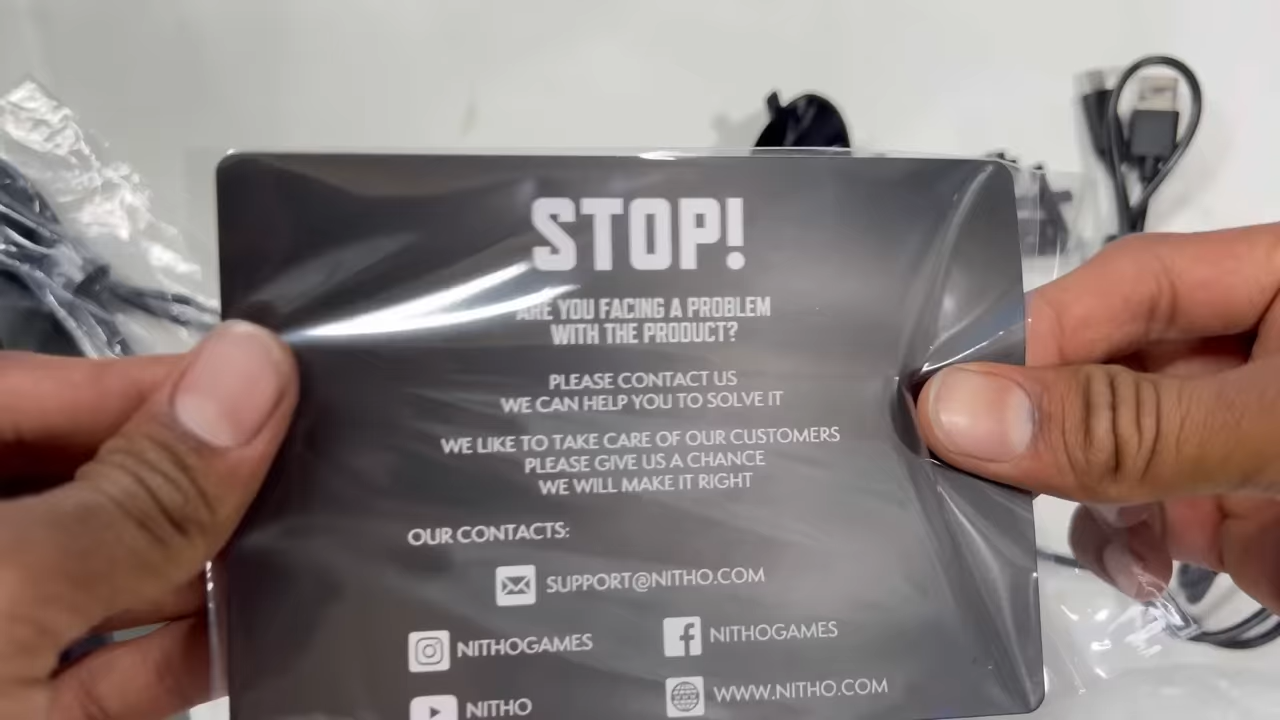 STOP!
ARE YOU FACING A PROBLEM
WITH THE PRODUCT?
PLEASE CONTACT US
WE CAN HELP YOU TO SOLVE IT
WE LIKE TO TAKE CARE OF OUR CUSTOMERS
PLEASE GIVE US A CHANCE
WE WILL MAKE IT RIGHT
OUR CONTACTS:
SUPPORT@NITHO.COM
NITHOGAMES
NITHOGAMES
NITHO
WWW.NITHO.COM